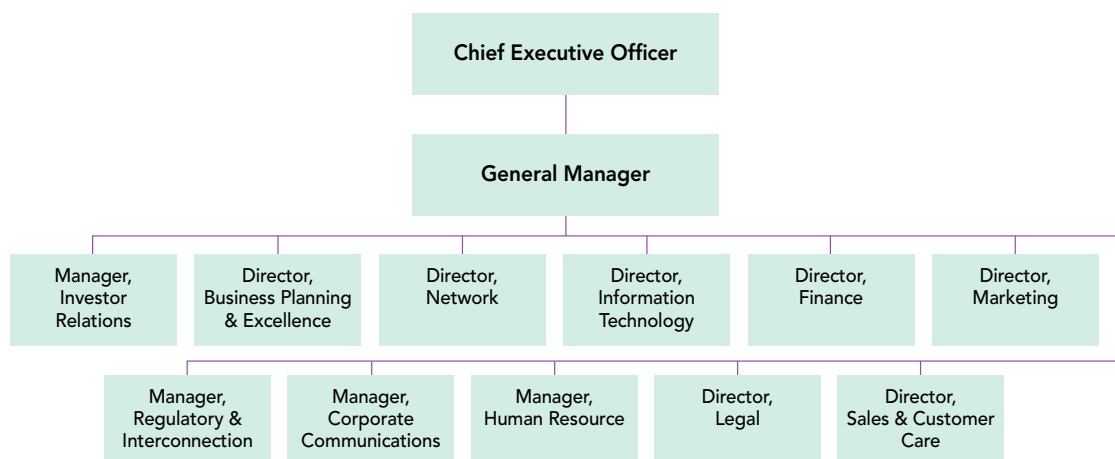 Chief Executive Officer
General Manager
Manager,
Investor
Relations
Director,
Business Planning
& Excellence
Director,
Network
Director,
Information
Technology
Director,
Finance
Director,
Marketing
Manager,
Regulatory &
Interconnection
Manager,
Corporate
Communications
Manager,
Human Resource
Director,
Legal
Director,
Sales & Customer
Care